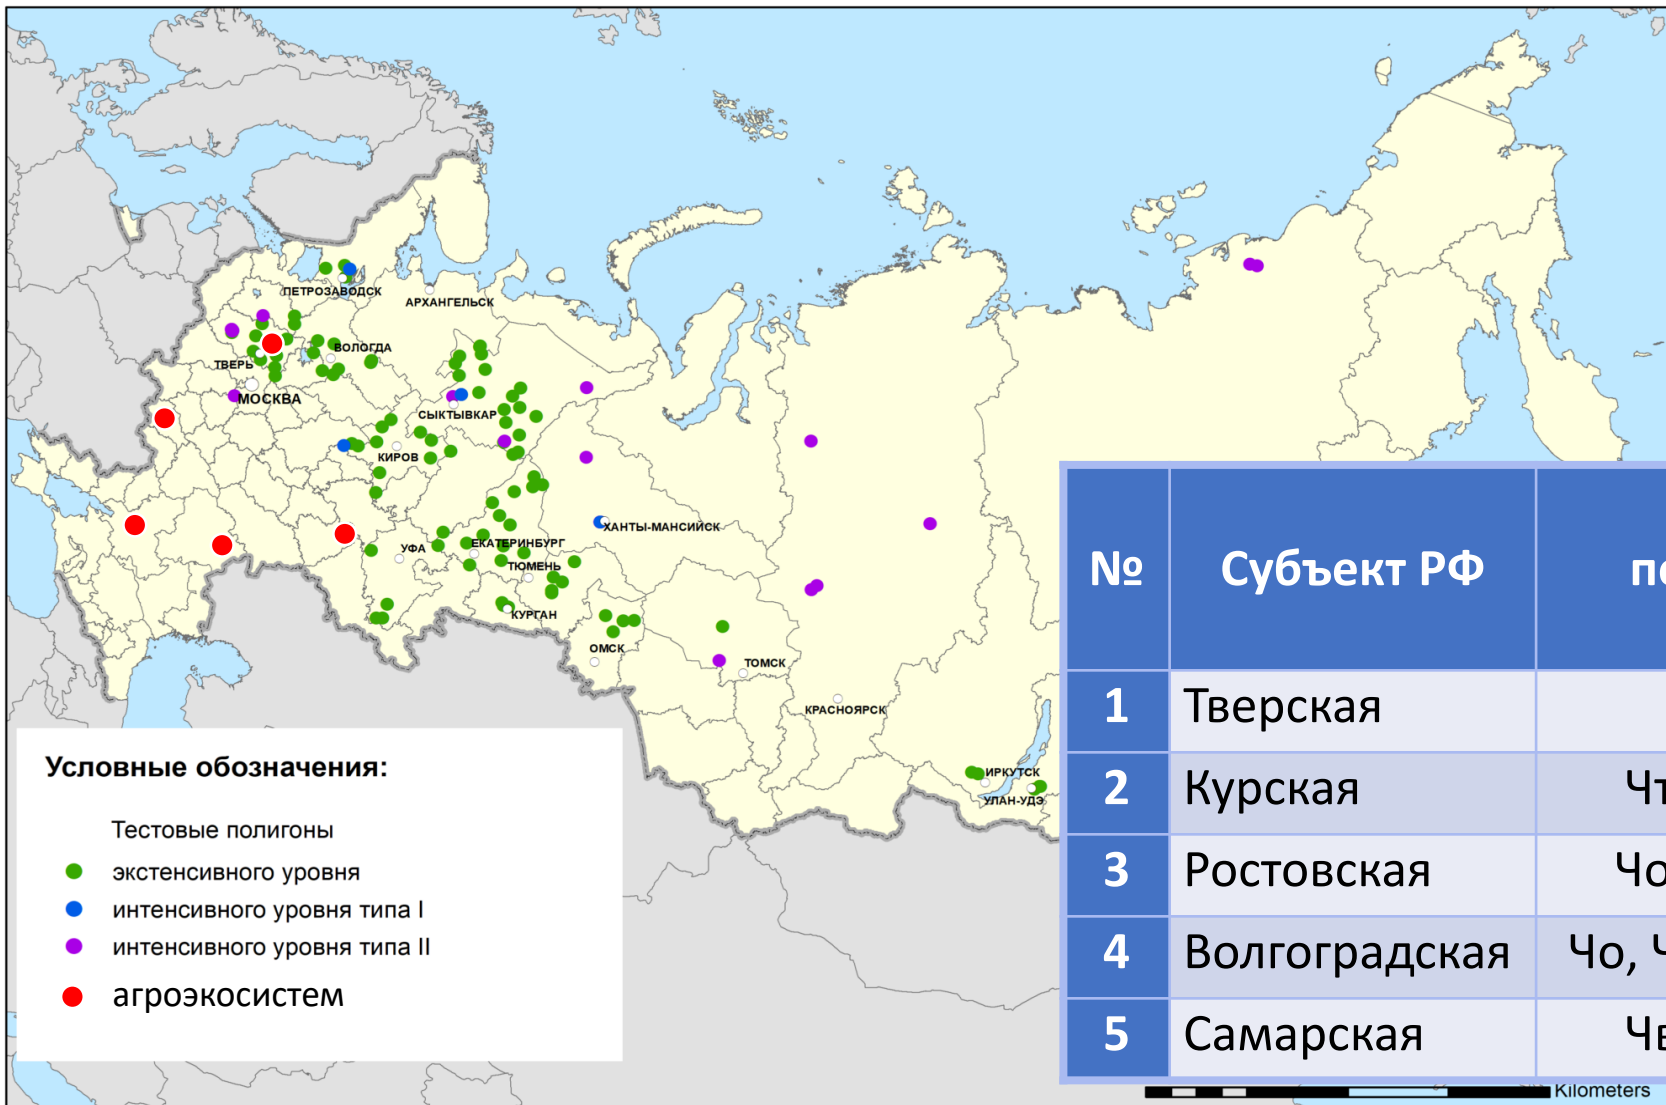 ПЕТРОЗАВОДСК
АРХАНГЕЛЬСК
ВОЛОГДА
ТВЕРЬ
МОСКВА
СЫКТЫВКАР
КИРОВ
ХАНТЫ-МАНСИЙСК
УФА
ЕКАТЕРИНБУРГ
ТЮМЕНЬ
КУРГАН
ОМСК
ТОМСК
КРАСНОЯРСК
ИРКУТСК
УЛАН-УДЭ
Условные обозначения:
Тестовые полигоны
экстенсивного уровня
интенсивного уровня типа I
интенсивного уровня типа II
агроэкосистем
№ Субъект РФ
1 Тверская
2 Курская
3 Ростовская Чо
4 Волгоградская Чо,
5 Самарская
Kilometers